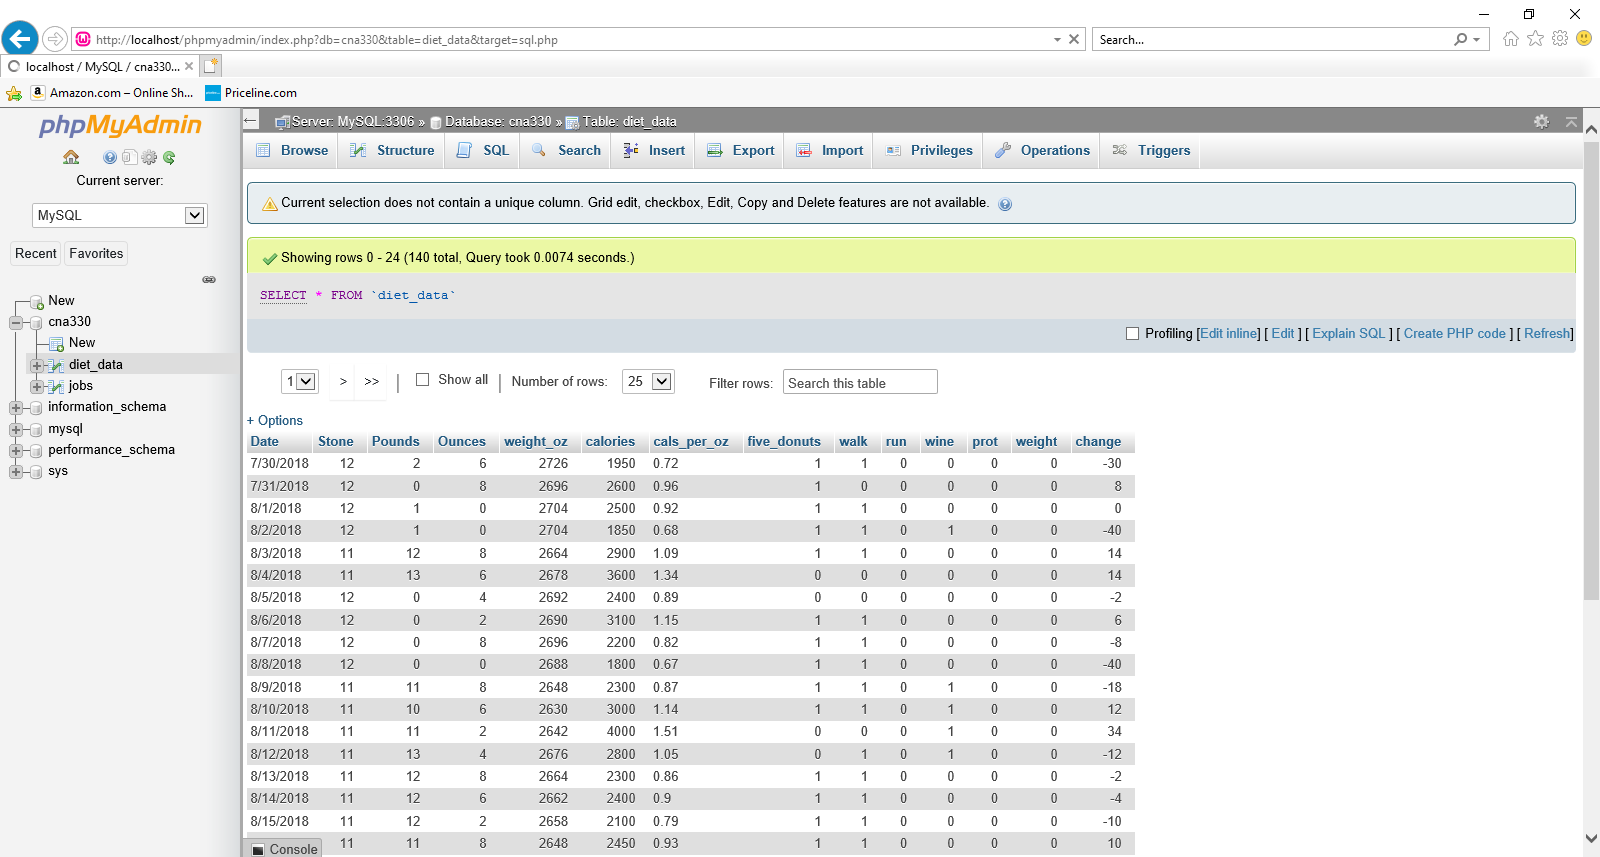 http://localhost/phpmyadmin/index.php?db=cna330&table=diet_data&target=sql.php
Search...
localhost / MySQL / cna330...
Amazon.com – Online Sh...
Priceline.com
phpMyAdmin
Current server:
MySQL
Recent
Favorites
New
cna330
New
diet_data
jobs
information_schema
mysql
performance_schema
sys
Server: MySQL:3306 » Database: cna330 » Table: diet_data
Browse Structure SQL Search Insert Export Import Privileges Operations Triggers
Current selection does not contain a unique column. Grid edit, checkbox, Edit, Copy and Delete features are not available.
Showing rows 0 - 24 (140 total, Query took 0.0074 seconds.)
SELECT * FROM `diet_data`
Profiling [Edit inline] [ Edit ] [ Explain SQL ] [ Create PHP code ] [ Refresh]
1 > >> | Show all | Number of rows: 25 Filter rows: Search this table
+ Options
Date Stone Pounds Ounces weight_oz calories cals_per_oz five_donuts walk run wine prot weight change
7/30/2018 12 2 6 2726 1950 0.72 1 1 0 0 0 0 -30
7/31/2018 12 0 8 2696 2600 0.96 1 0 0 0 0 0 8
8/1/2018 12 1 0 2704 2500 0.92 1 1 0 0 0 0 0
8/2/2018 12 1 0 2704 1850 0.68 1 1 0 1 0 0 -40
8/3/2018 11 12 8 2664 2900 1.09 1 1 0 0 0 0 14
8/4/2018 11 13 6 2678 3600 1.34 0 0 0 0 0 0 14
8/5/2018 12 0 4 2692 2400 0.89 0 0 0 0 0 0 -2
8/6/2018 12 0 2 2690 3100 1.15 1 1 0 0 0 0 6
8/7/2018 12 0 8 2696 2200 0.82 1 1 0 0 0 0 -8
8/8/2018 12 0 0 2688 1800 0.67 1 1 0 0 0 0 -40
8/9/2018 11 11 8 2648 2300 0.87 1 1 0 1 0 0 -18
8/10/2018 11 10 6 2630 3000 1.14 1 1 0 1 0 0 12
8/11/2018 11 11 2 2642 4000 1.51 0 0 0 1 0 0 34
8/12/2018 11 13 4 2676 2800 1.05 0 1 0 1 0 0 -12
8/13/2018 11 12 8 2664 2300 0.86 1 1 0 0 0 0 -2
8/14/2018 11 12 6 2662 2400 0.9 1 1 0 0 0 0 -4
8/15/2018 11 12 2 2658 2100 0.79 1 1 0 0 0 0 -10
11 11 8 2648 2450 0.93 1 1 0 0 0 0 10
Console